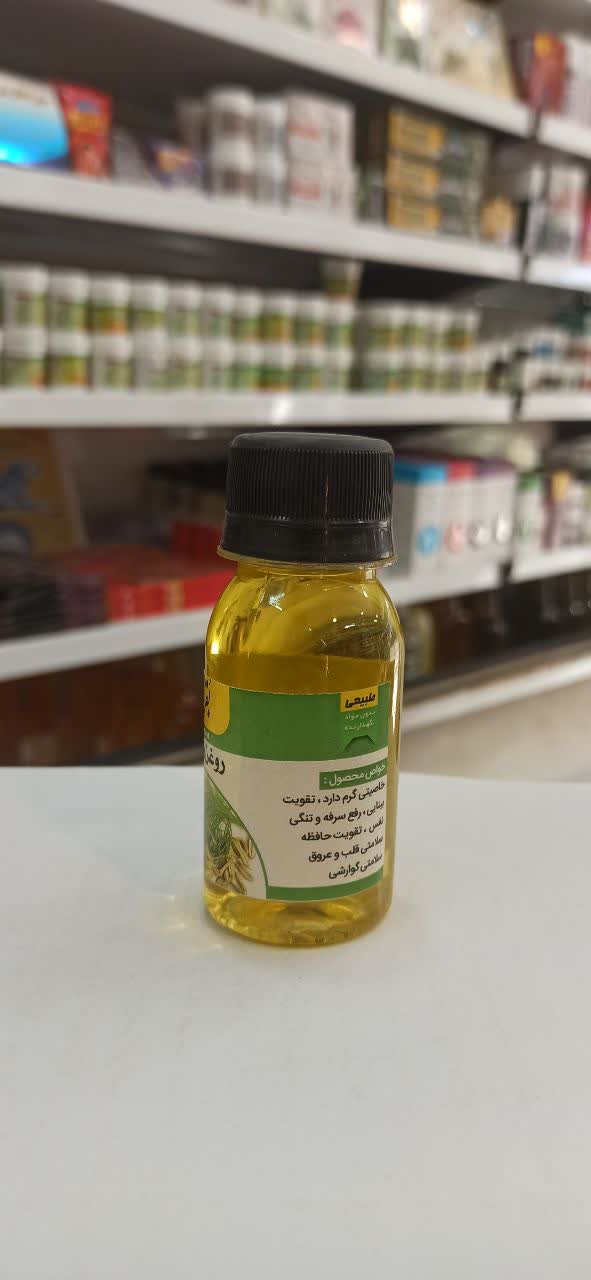 طبیعی
بدون مواد
نگهدارنده
روغن
خواص محصول :
خاصیتی گرم دارد ، تقویت
بینایی ، رفع سرفه و تنگی
نفس ، تقویت حافظه
سلامتی قلب و عروق
سلامتی گوارشی